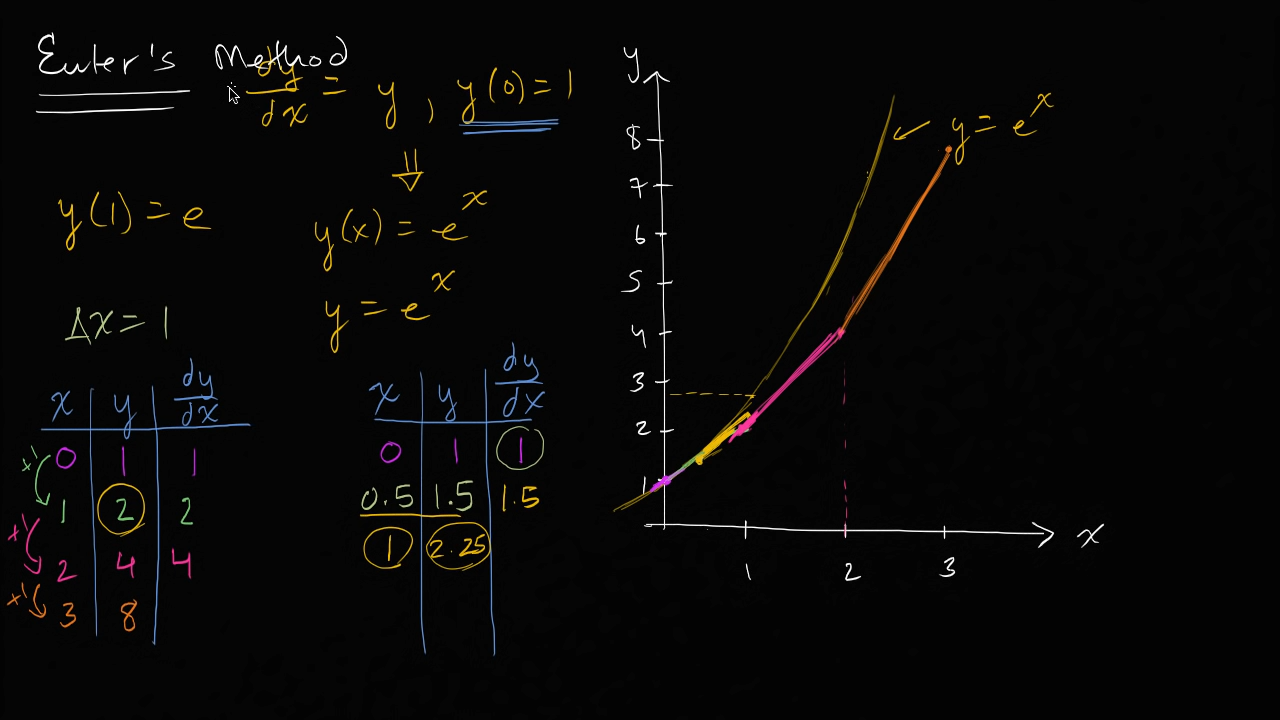 Euler's Method
dy/dx = y, y(0) = 1
⇓
y(1) = e
y(x) = e^x
y = e^x
Δx = 1
x y dy/dx
0 1 1
+1
1 2 2
+1
2 4 4
+1
3 8
x y dy/dx
0 1 1
0.5 1.5 1.5
1 2.25
y
8
7
6
5
4
3
2
1
1 2 3
x
y = e^x